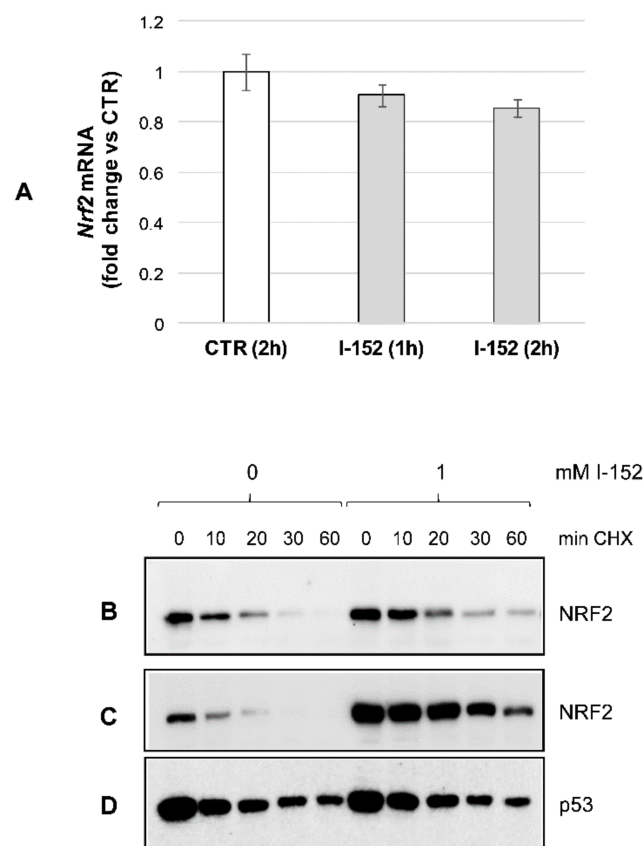 1.2
1
0.8
0.6
0.4
0.2
0
Nrf2 mRNA
(fold change vs CTR)
A
CTR (2h) I-152 (1h) I-152 (2h)
0 1 mM I-152
0 10 20 30 60 0 10 20 30 60 min CHX
B NRF2
C NRF2
D p53